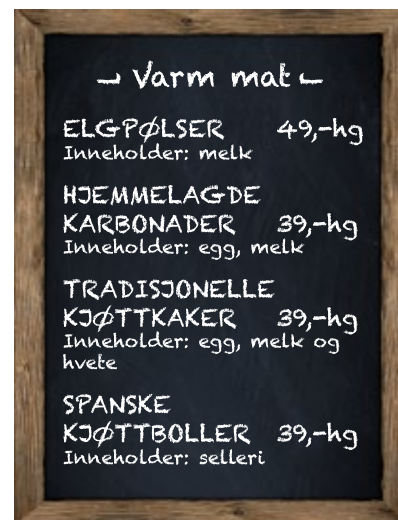 Varm mat
ELGPØLSER 49,-hg
Inneholder: melk
HJEMMELAGDE
KARBONADER 39,-hg
Inneholder: egg, melk
TRADISJONELLE
KJØTTKAKER 39,-hg
Inneholder: egg, melk og
hvete
SPANSKE
KJØTTBOLLER 39,-hg
Inneholder: selleri